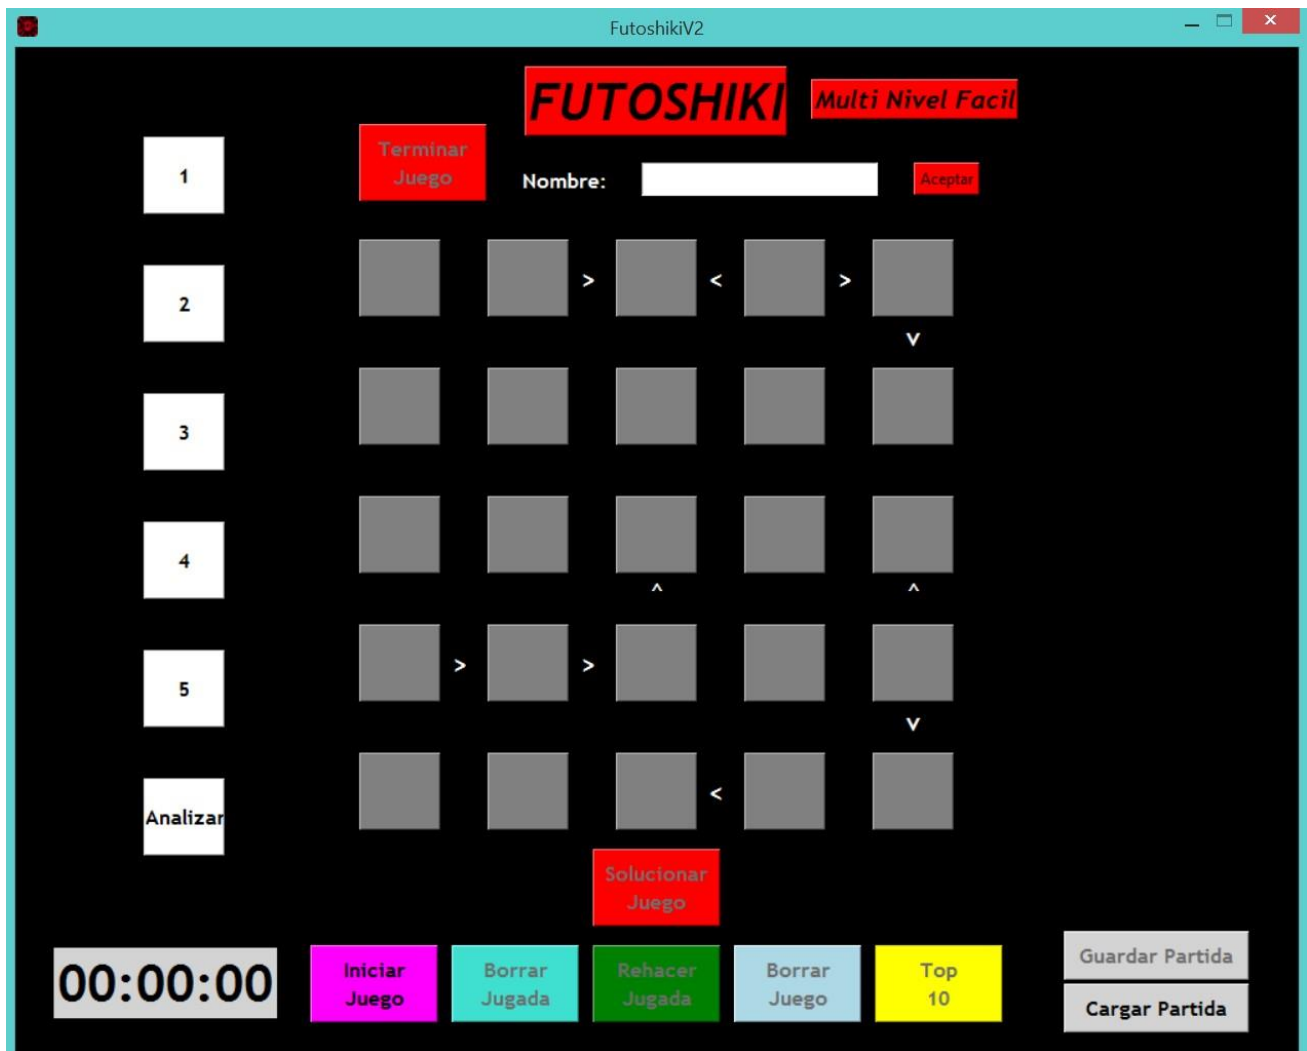 FutoshikiV2
FUTOSHIKI
Multi Nivel Facil
Terminar
Juego
Nombre:
Aceptar
1
> < >
v
2
3
^ ^
4
> >
5
v
<
Analizar
Solucionar
Juego
00:00:00
Iniciar
Juego
Borrar
Jugada
Rehacer
Jugada
Borrar
Juego
Top
10
Guardar Partida
Cargar Partida